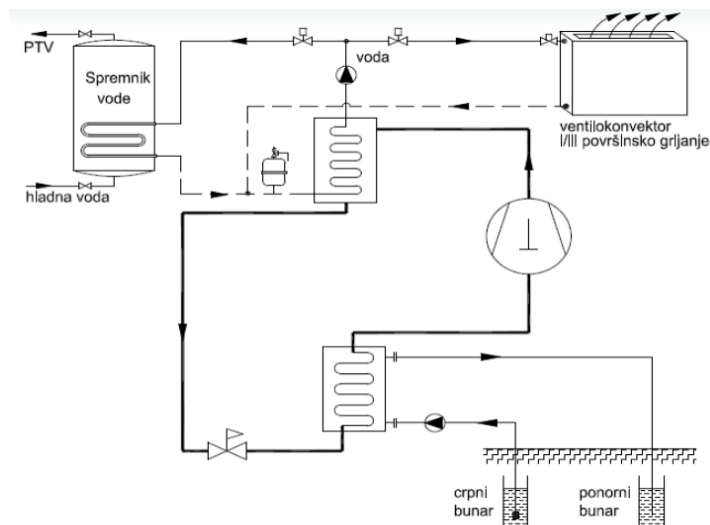 PTV
Spremnik
vode
hladna voda
voda
ventilokonvektor
i/ili površinsko grijanje
crpni
bunar
ponorni
bunar